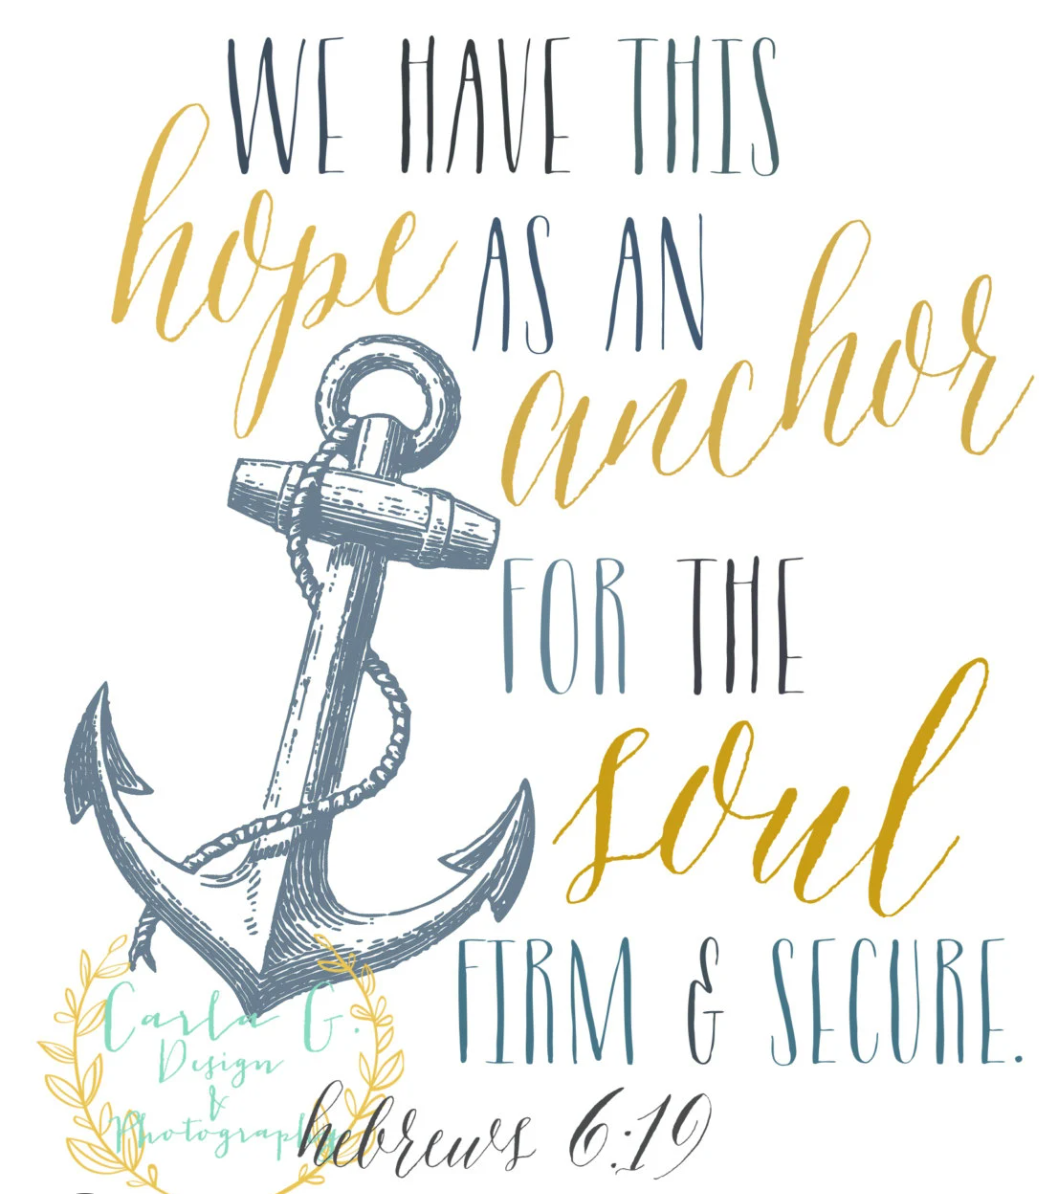 WE HAVE THIS
hope AS AN
anchor
FOR THE
soul
FIRM & SECURE.
Carla G.
Design
&
Photography
hebrews 6:19